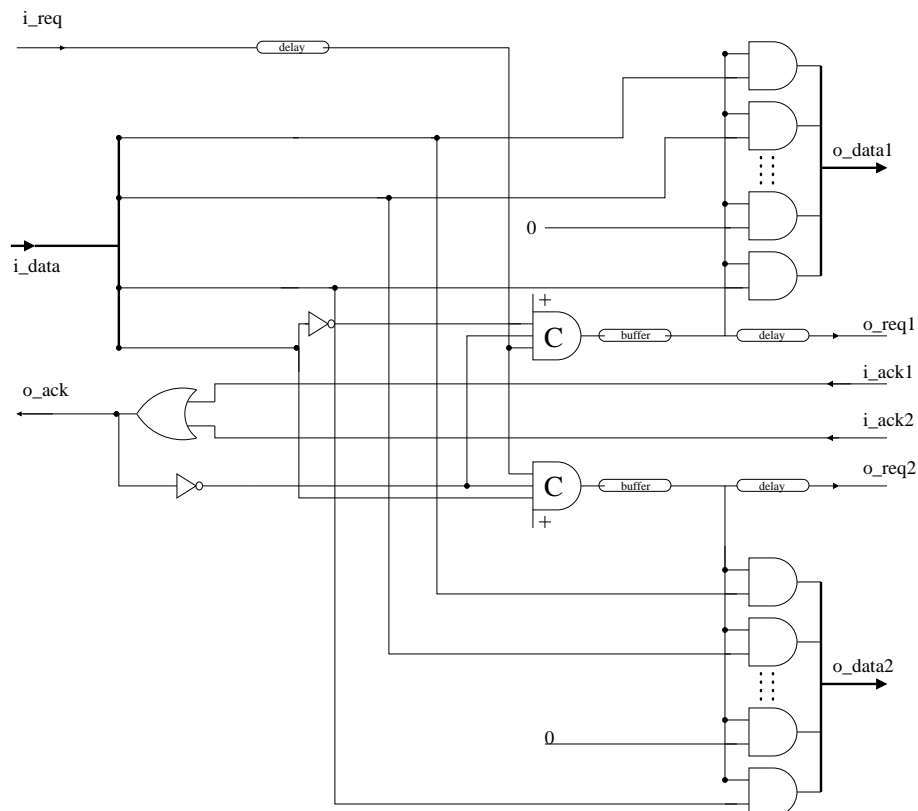 i_req
delay
o_data1
0
i_data
+
C
buffer
delay
o_req1
o_ack
i_ack1
i_ack2
C
buffer
delay
o_req2
+
o_data2
0